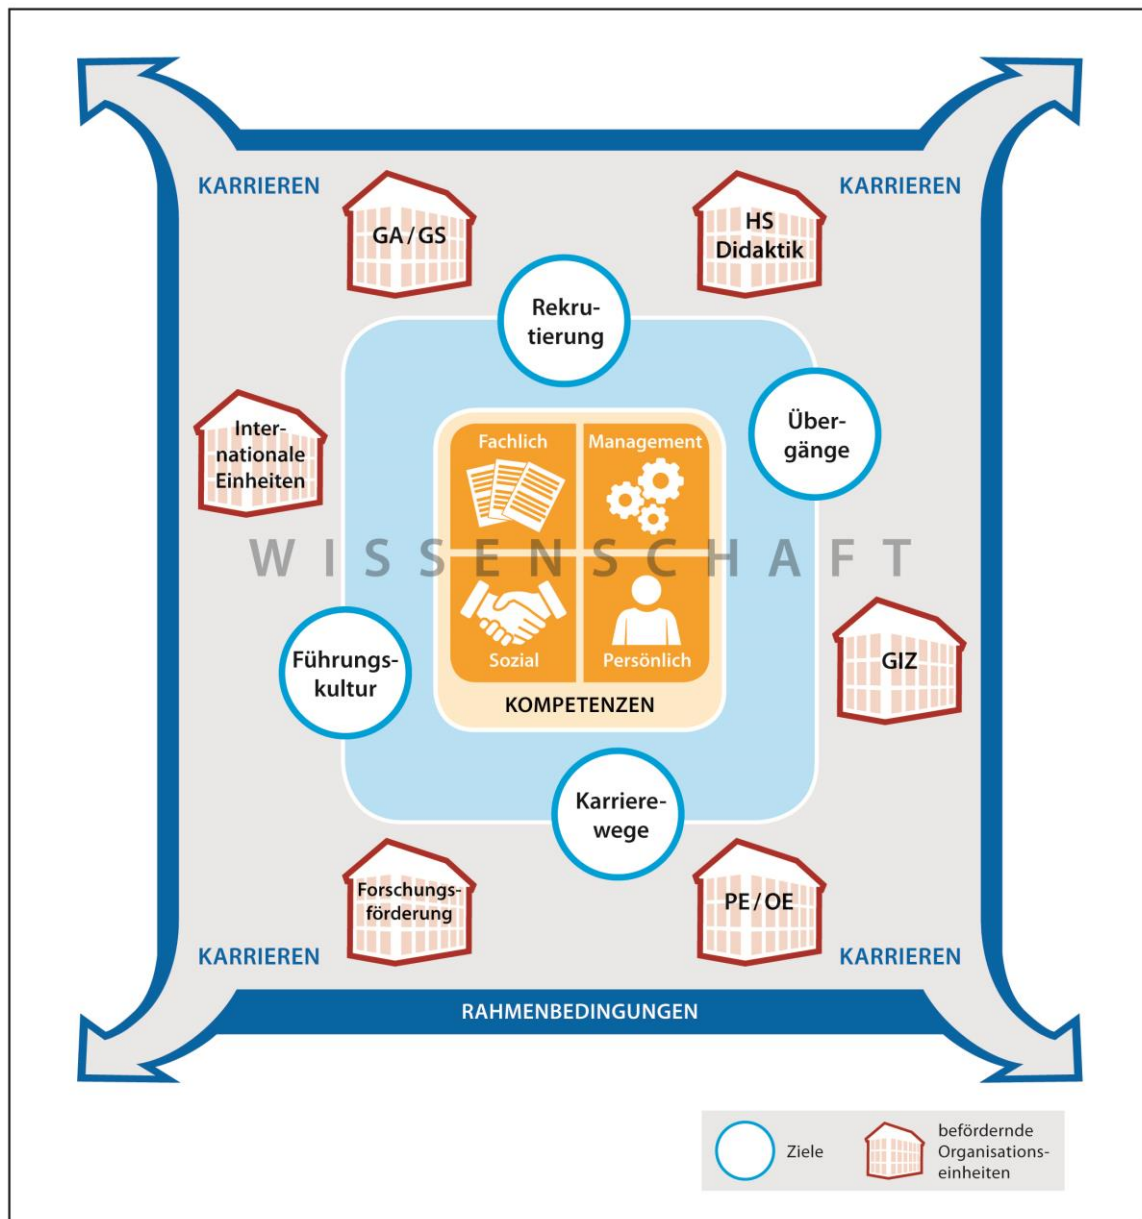 KARRIEREN
KARRIEREN
GA / GS
HS
Didaktik
Rekru-
tierung
Über-
gänge
Inter-
nationale
Einheiten
Fachlich
Management
WISSENSCHAFT
Sozial
Persönlich
KOMPETENZEN
Führungs-
kultur
GIZ
Karriere-
wege
Forschungs-
förderung
PE / OE
KARRIEREN
KARRIEREN
RAHMENBEDINGUNGEN
Ziele
befördernde
Organisations-
einheiten